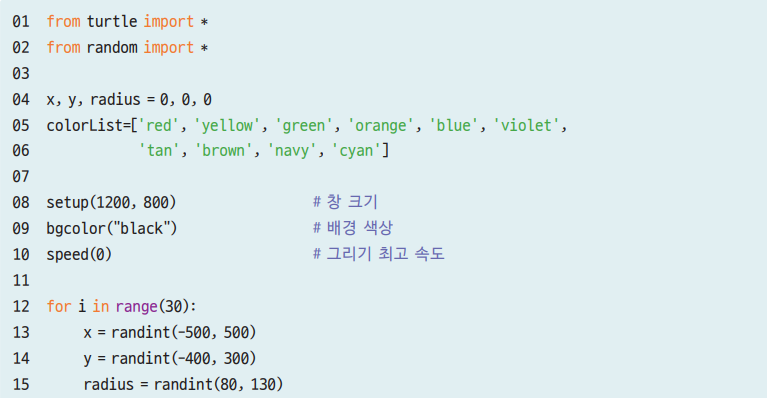 01 from turtle import *
02 from random import *
03
04 x, y, radius = 0, 0, 0
05 colorList=['red', 'yellow', 'green', 'orange', 'blue', 'violet',
06 'tan', 'brown', 'navy', 'cyan']
07
08 setup(1200, 800) # 창 크기
09 bgcolor("black") # 배경 색상
10 speed(0) # 그리기 최고 속도
11
12 for i in range(30):
13 x = randint(-500, 500)
14 y = randint(-400, 300)
15 radius = randint(80, 130)